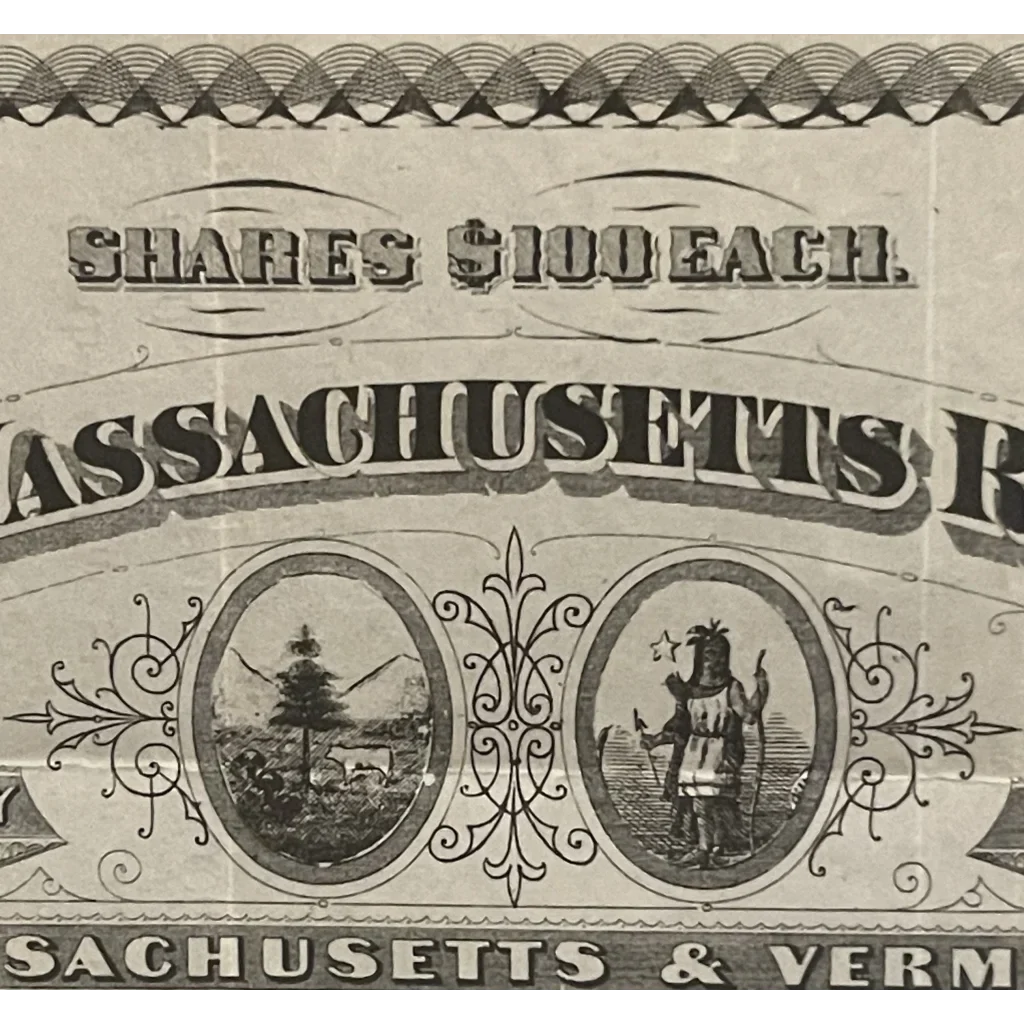 SHARES $100 EACH.
ASSACHUSETTS R
Y
SACHUSETTS & VERM